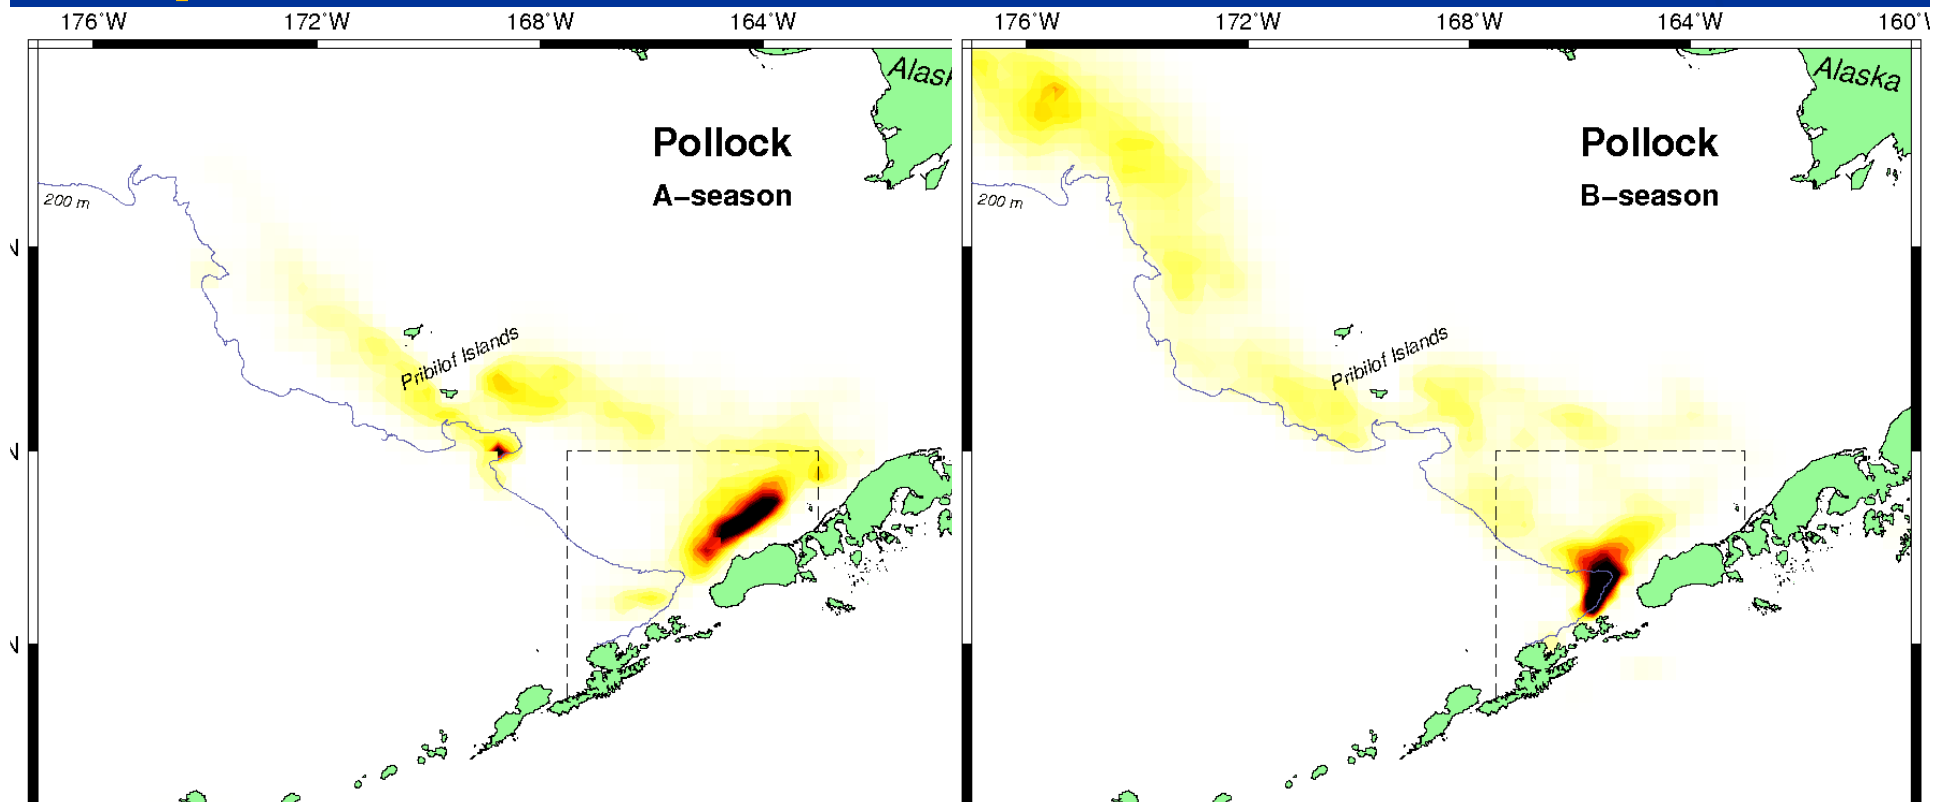 176°W 172°W 168°W 164°W
Alask
Pollock
A-season
200 m
Pribilof Islands
176°W 172°W 168°W 164°W 160°
Alaska
Pollock
B-season
200 m
Pribilof Islands